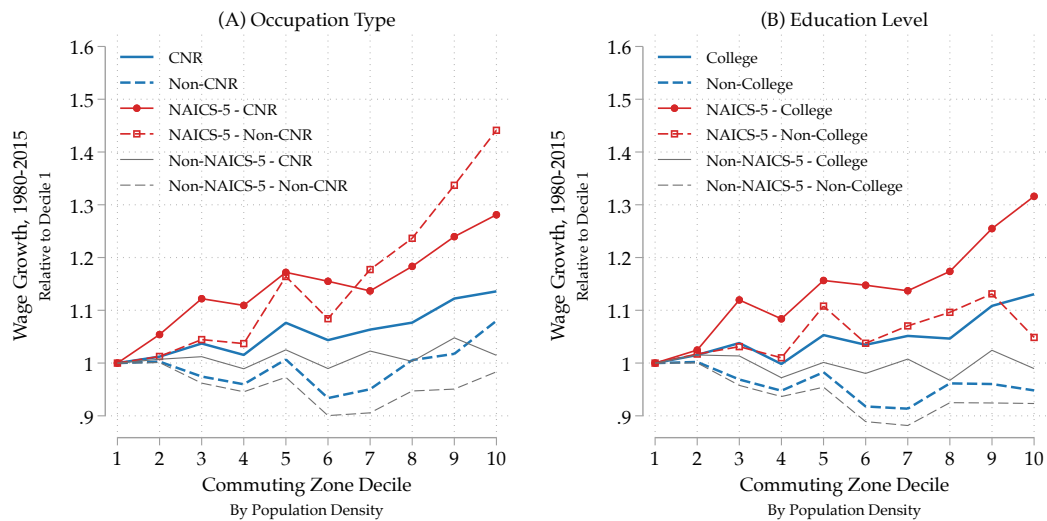 (A) Occupation Type
1.6
1.5
1.4
1.3
1.2
1.1
1
.9
Wage Growth, 1980-2015
Relative to Decile 1
CNR
Non-CNR
NAICS-5 - CNR
NAICS-5 - Non-CNR
Non-NAICS-5 - CNR
Non-NAICS-5 - Non-CNR
1 2 3 4 5 6 7 8 9 10
Commuting Zone Decile
By Population Density
(B) Education Level
1.6
1.5
1.4
1.3
1.2
1.1
1
.9
Wage Growth, 1980-2015
Relative to Decile 1
College
Non-College
NAICS-5 - College
NAICS-5 - Non-College
Non-NAICS-5 - College
Non-NAICS-5 - Non-College
1 2 3 4 5 6 7 8 9 10
Commuting Zone Decile
By Population Density